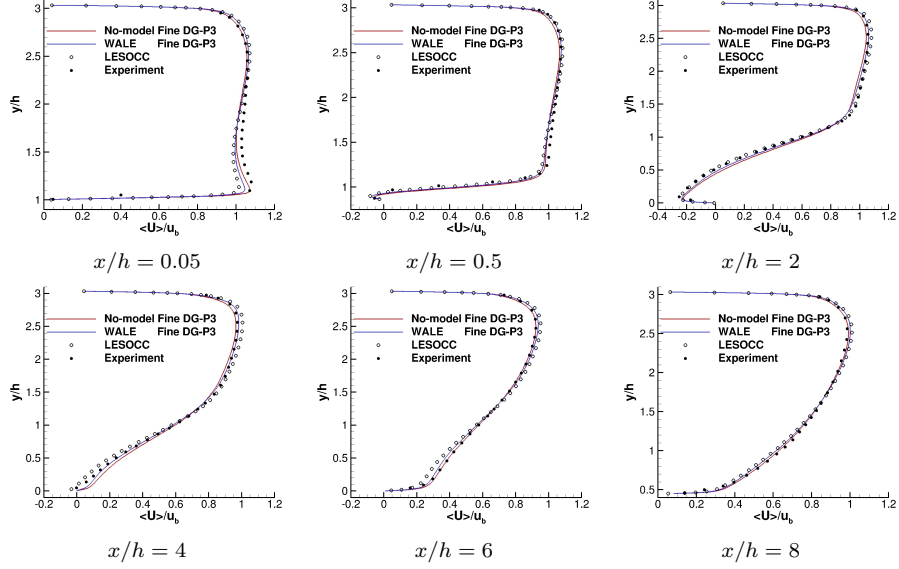 3
2.5
2
1.5
1
y/h
0 0.2 0.4 0.6 0.8 1 1.2
<U>/u_b
No-model Fine DG-P3
WALE Fine DG-P3
LESOCC
Experiment
x/h = 0.05
3
2.5
2
1.5
1
y/h
-0.2 0 0.2 0.4 0.6 0.8 1 1.2
<U>/u_b
No-model Fine DG-P3
WALE Fine DG-P3
LESOCC
Experiment
x/h = 0.5
3
2.5
2
1.5
1
0.5
0
y/h
-0.4 -0.2 0 0.2 0.4 0.6 0.8 1 1.2
<U>/u_b
No-model Fine DG-P3
WALE Fine DG-P3
LESOCC
Experiment
x/h = 2
3
2.5
2
1.5
1
0.5
0
y/h
-0.2 0 0.2 0.4 0.6 0.8 1 1.2
<U>/u_b
No-model Fine DG-P3
WALE Fine DG-P3
LESOCC
Experiment
x/h = 4
3
2.5
2
1.5
1
0.5
0
y/h
-0.2 0 0.2 0.4 0.6 0.8 1 1.2
<U>/u_b
No-model Fine DG-P3
WALE Fine DG-P3
LESOCC
Experiment
x/h = 6
3
2.5
2
1.5
1
0.5
y/h
0 0.2 0.4 0.6 0.8 1 1.2
<U>/u_b
No-model Fine DG-P3
WALE Fine DG-P3
LESOCC
Experiment
x/h = 8